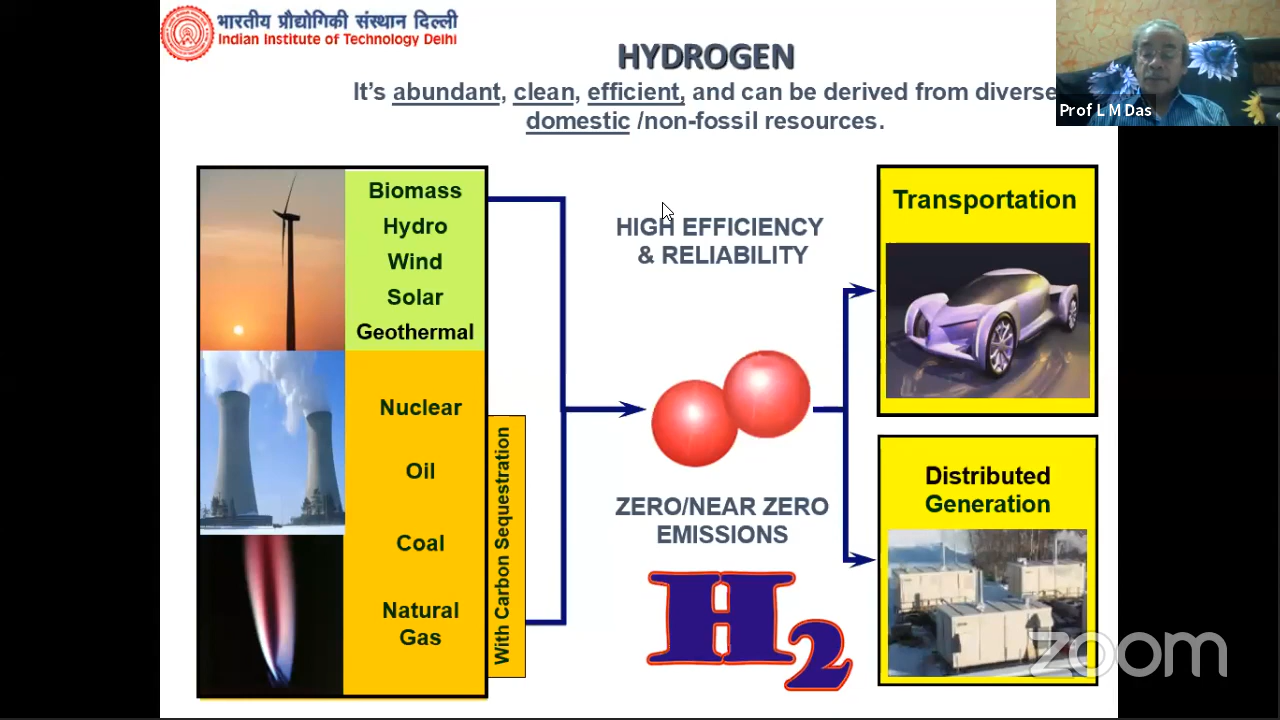 भारतीय प्रौद्योगिकी संस्थान दिल्ली
Indian Institute of Technology Delhi
HYDROGEN
It's abundant, clean, efficient, and can be derived from diverse
domestic /non-fossil resources.
Prof L M Das
Biomass
Hydro
Wind
Solar
Geothermal
Nuclear
Oil
Coal
Natural
Gas
With Carbon Sequestration
HIGH EFFICIENCY
& RELIABILITY
ZERO/NEAR ZERO
EMISSIONS
H2
Transportation
Distributed
Generation
zoom